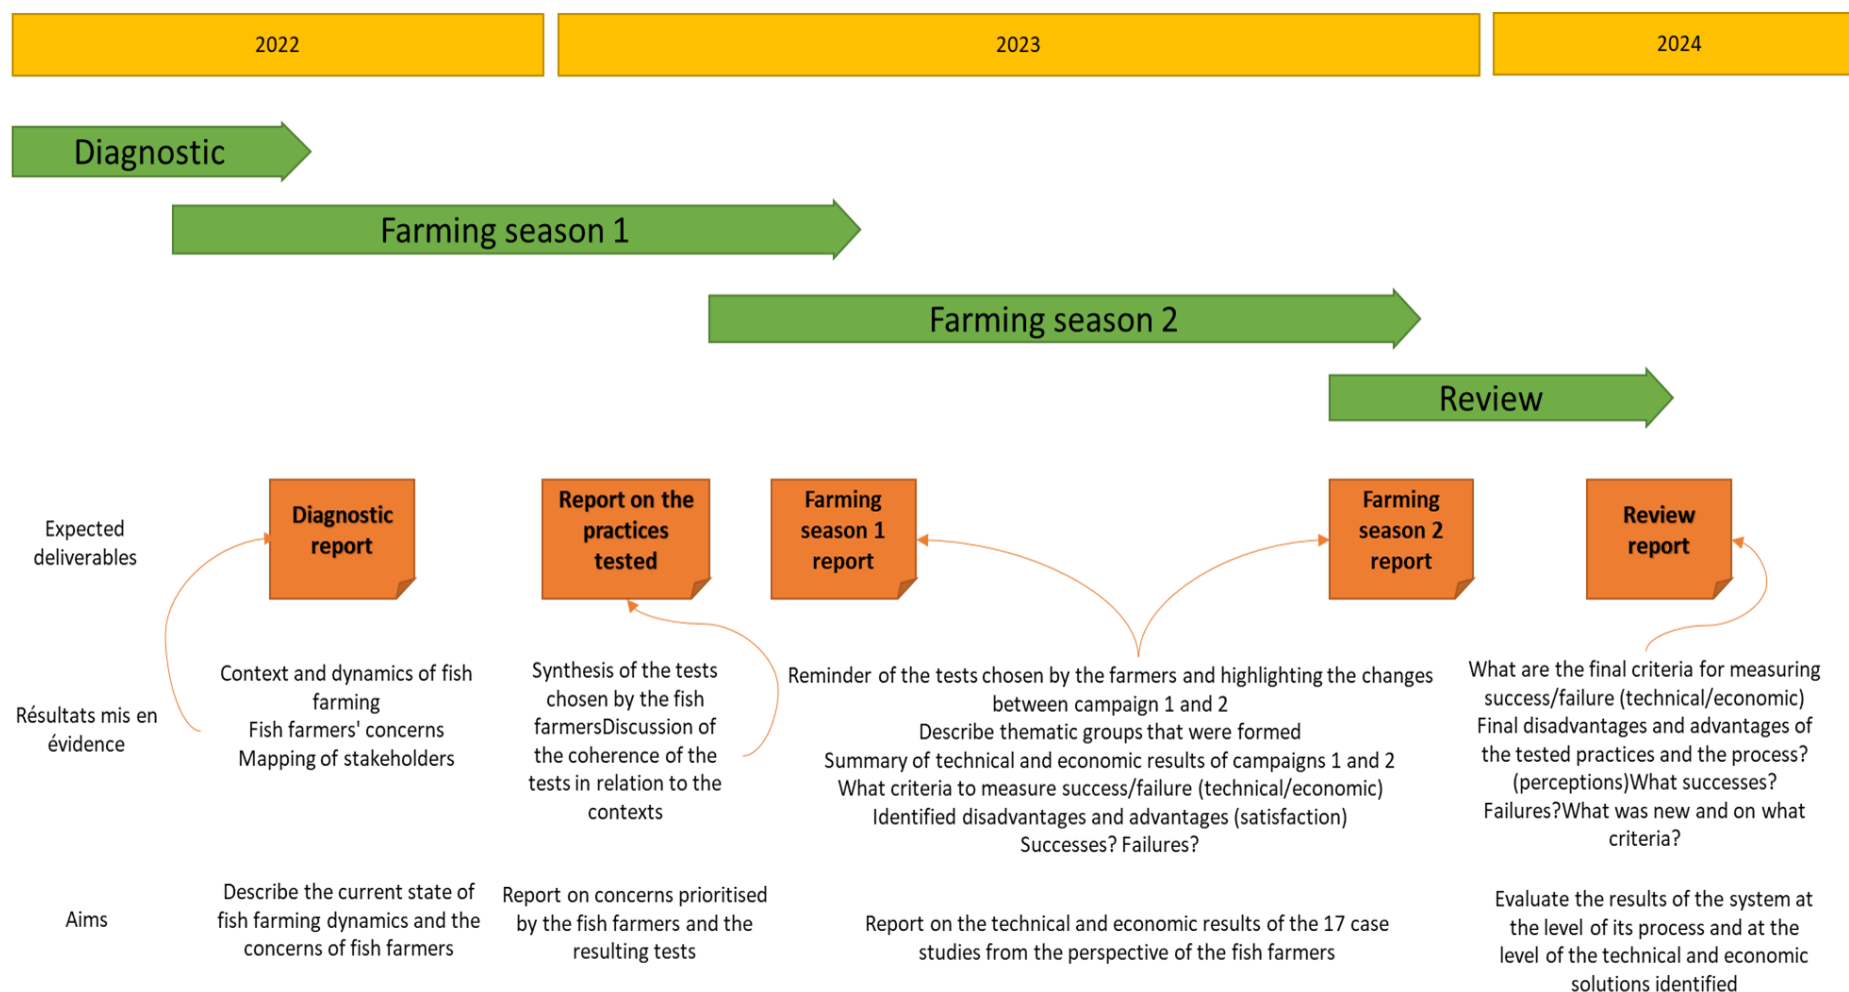 2022
2023
2024
Diagnostic
Farming season 1
Farming season 2
Review
Expected
deliverables
Diagnostic
report
Report on the
practices
tested
Farming
season 1
report
Farming
season 2
report
Review
report
Résultats mis en
évidence
Context and dynamics of fish
farming
Fish farmers' concerns
Mapping of stakeholders
Synthesis of the tests
chosen by the fish
farmersDiscussion of
the coherence of the
tests in relation to the
contexts
Reminder of the tests chosen by the farmers and highlighting the changes
between campaign 1 and 2
Describe thematic groups that were formed
Summary of technical and economic results of campaigns 1 and 2
What criteria to measure success/failure (technical/economic)
Identified disadvantages and advantages (satisfaction)
Successes? Failures?
What are the final criteria for measuring
success/failure (technical/economic)
Final disadvantages and advantages of
the tested practices and the process?
(perceptions)What successes?
Failures?What was new and on what
criteria?
Aims
Describe the current state of
fish farming dynamics and the
concerns of fish farmers
Report on concerns prioritised
by the fish farmers and the
resulting tests
Report on the technical and economic results of the 17 case
studies from the perspective of the fish farmers
Evaluate the results of the system at
the level of its process and at the
level of the technical and economic
solutions identified